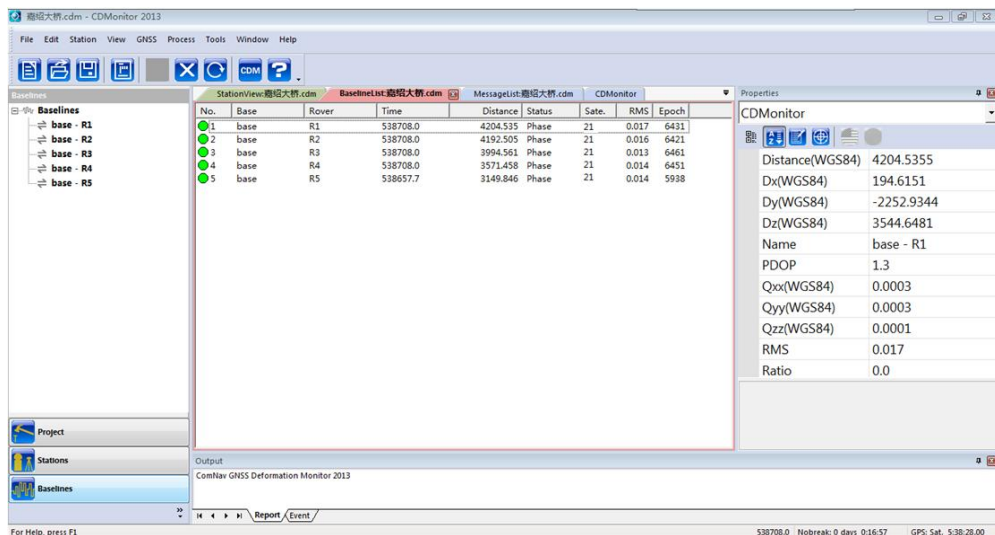 嘉绍大桥.cdm - CDMonitor 2013
File Edit Station View GNSS Process Tools Window Help
CDM ?
Baselines
Baselines
base - R1
base - R2
base - R3
base - R4
base - R5
Project
Stations
Baselines
StationView:嘉绍大桥.cdm BaselineList:嘉绍大桥.cdm MessageList:嘉绍大桥.cdm CDMonitor
No. Base Rover Time Distance Status Sate. RMS Epoch
1 base R1 538708.0 4204.535 Phase 21 0.017 6431
2 base R2 538708.0 4192.505 Phase 21 0.016 6421
3 base R3 538708.0 3994.561 Phase 21 0.013 6461
4 base R4 538708.0 3571.458 Phase 21 0.014 6451
5 base R5 538657.7 3149.846 Phase 21 0.014 5938
Output
ComNav GNSS Deformation Monitor 2013
Report Event
Properties
CDMonitor
Distance(WGS84) 4204.5355
Dx(WGS84) 194.6151
Dy(WGS84) -2252.9344
Dz(WGS84) 3544.6481
Name base - R1
PDOP 1.3
Qxx(WGS84) 0.0003
Qyy(WGS84) 0.0003
Qzz(WGS84) 0.0001
RMS 0.017
Ratio 0.0
For Help, press F1
538708.0 Nobreak: 0 days 0:16:57 GPS: Sat. 5:38:28.00